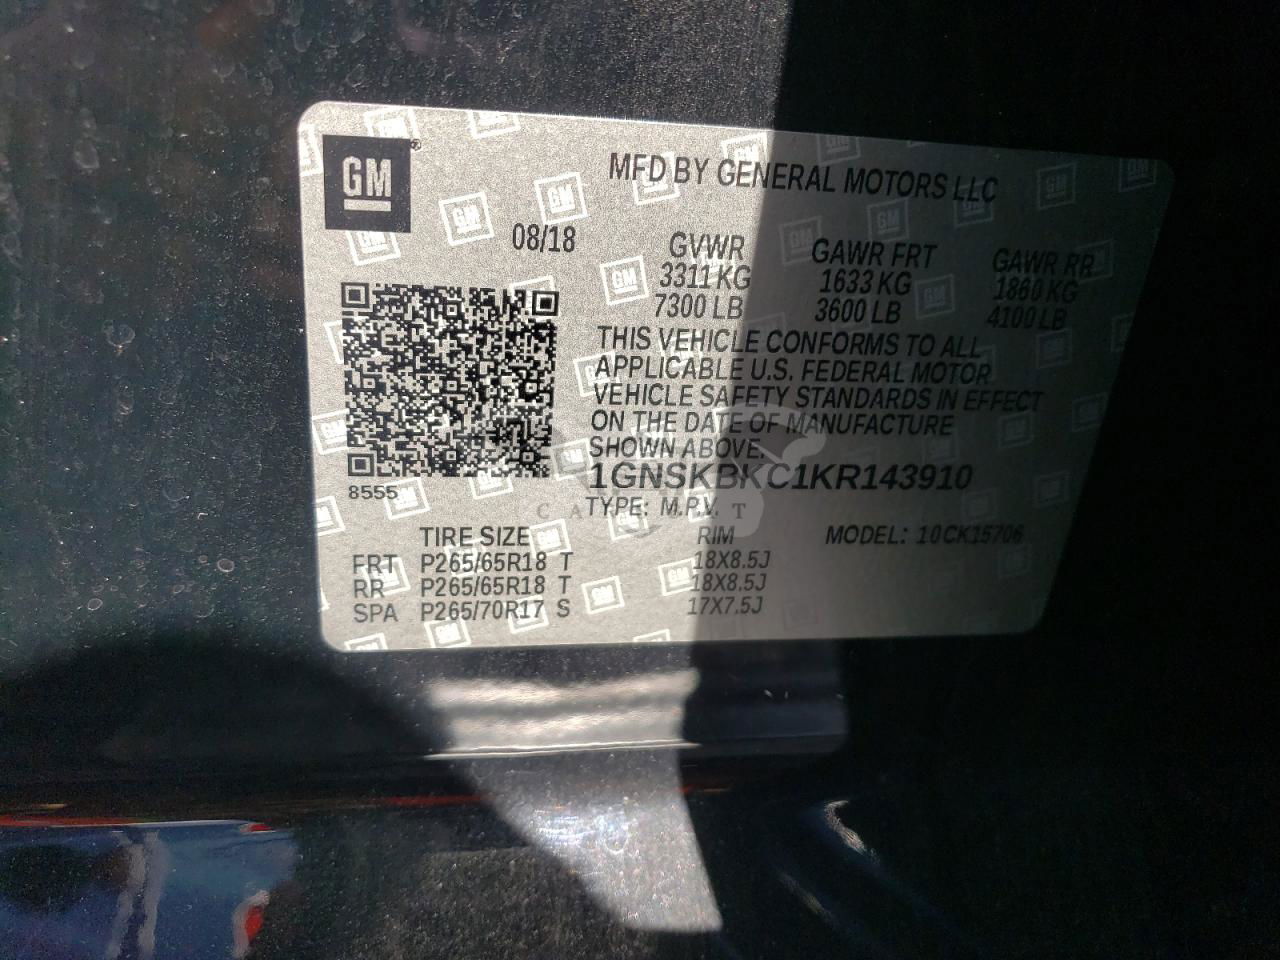 GM®
MFD BY GENERAL MOTORS LLC
08/18
GVWR GAWR FRT GAWR RR
3311 KG 1633 KG 1860 KG
7300 LB 3600 LB 4100 LB
THIS VEHICLE CONFORMS TO ALL
APPLICABLE U.S. FEDERAL MOTOR
VEHICLE SAFETY STANDARDS IN EFFECT
ON THE DATE OF MANUFACTURE
SHOWN ABOVE.
1GNSKBKC1KR143910
8555
TYPE: M.P.V.
TIRE SIZE RIM MODEL: 10CK15706
FRT P265/65R18 T 18X8.5J
RR P265/65R18 T 18X8.5J
SPA P265/70R17 S 17X7.5J